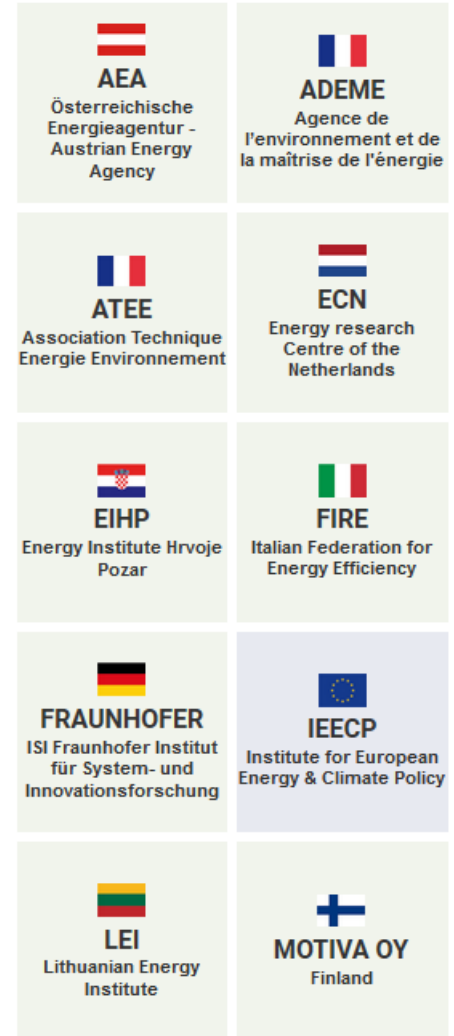 AEA
Österreichische
Energieagentur -
Austrian Energy
Agency
ADEME
Agence de
l'environnement et de
la maîtrise de l'énergie
ATEE
Association Technique
Energie Environnement
ECN
Energy research
Centre of the
Netherlands
EIHP
Energy Institute Hrvoje
Pozar
FIRE
Italian Federation for
Energy Efficiency
FRAUNHOFER
ISI Fraunhofer Institut
für System- und
Innovationsforschung
IEECP
Institute for European
Energy & Climate Policy
LEI
Lithuanian Energy
Institute
MOTIVA OY
Finland